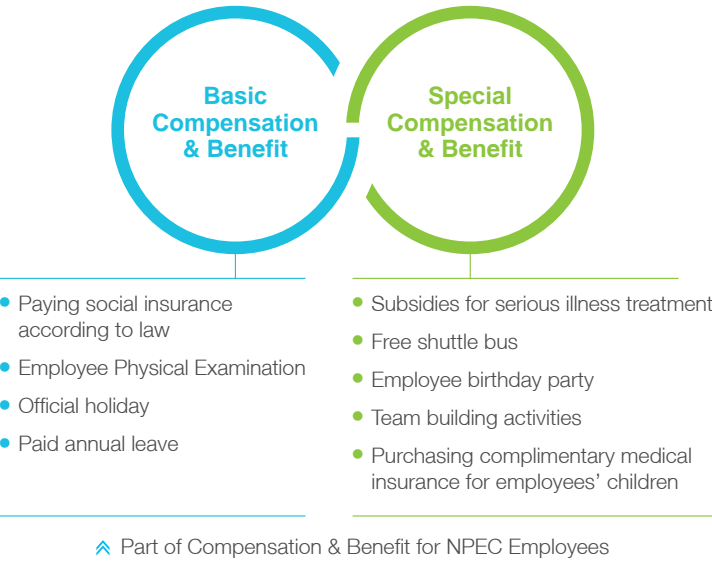 Basic
Compensation
& Benefit
Special
Compensation
& Benefit
Paying social insurance
according to law
Employee Physical Examination
Official holiday
Paid annual leave
Subsidies for serious illness treatment
Free shuttle bus
Employee birthday party
Team building activities
Purchasing complimentary medical
insurance for employees’ children
Part of Compensation & Benefit for NPEC Employees